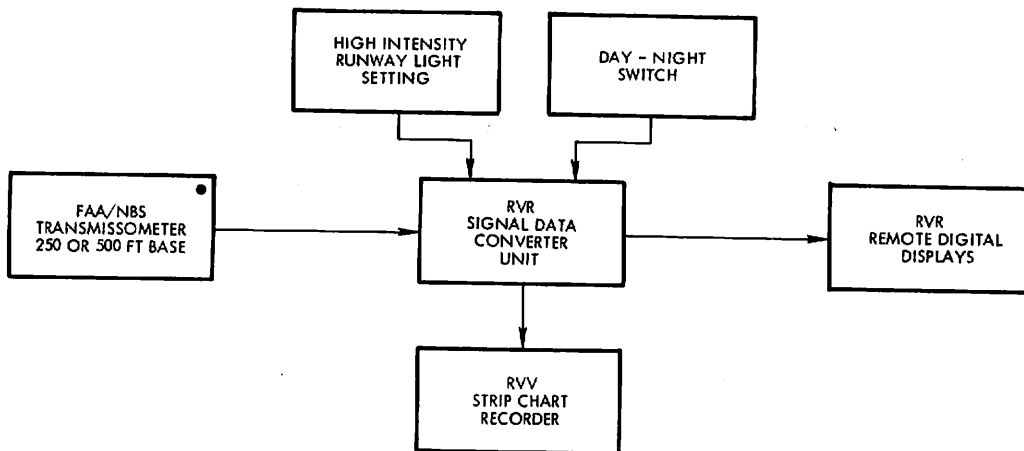 HIGH INTENSITY
RUNWAY LIGHT
SETTING
DAY - NIGHT
SWITCH
FAA/NBS
TRANSMISSOMETER
250 OR 500 FT BASE
RVR
SIGNAL DATA
CONVERTER
UNIT
RVR
REMOTE DIGITAL
DISPLAYS
RVV
STRIP CHART
RECORDER